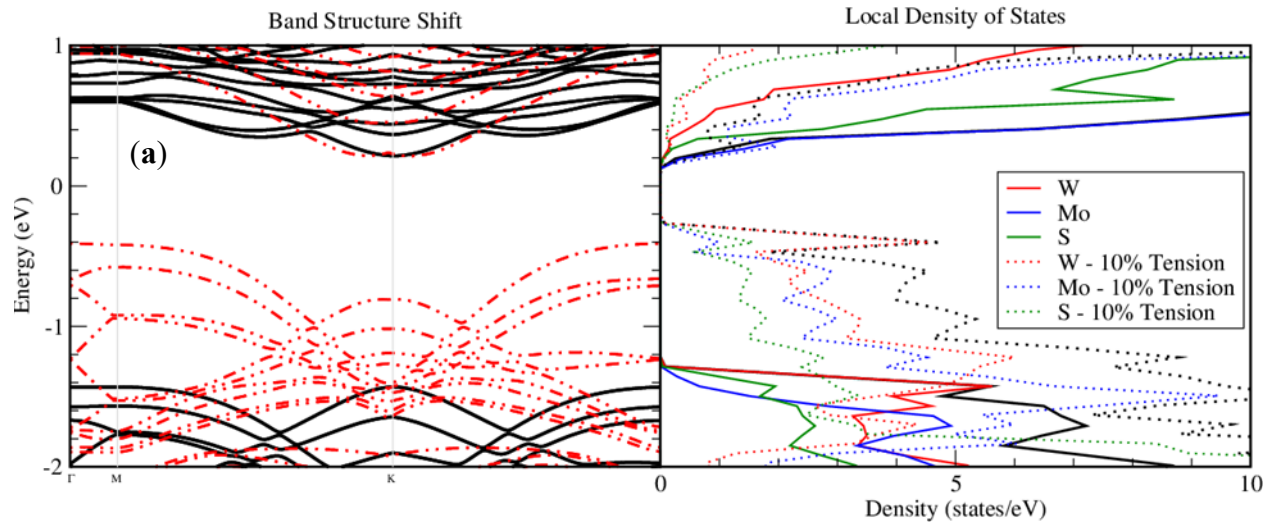 Band Structure Shift
Local Density of States
1
(a)
0
-1
-2
Energy (eV)
Γ
M
K
W
Mo
S
W - 10% Tension
Mo - 10% Tension
S - 10% Tension
0
5
10
Density (states/eV)